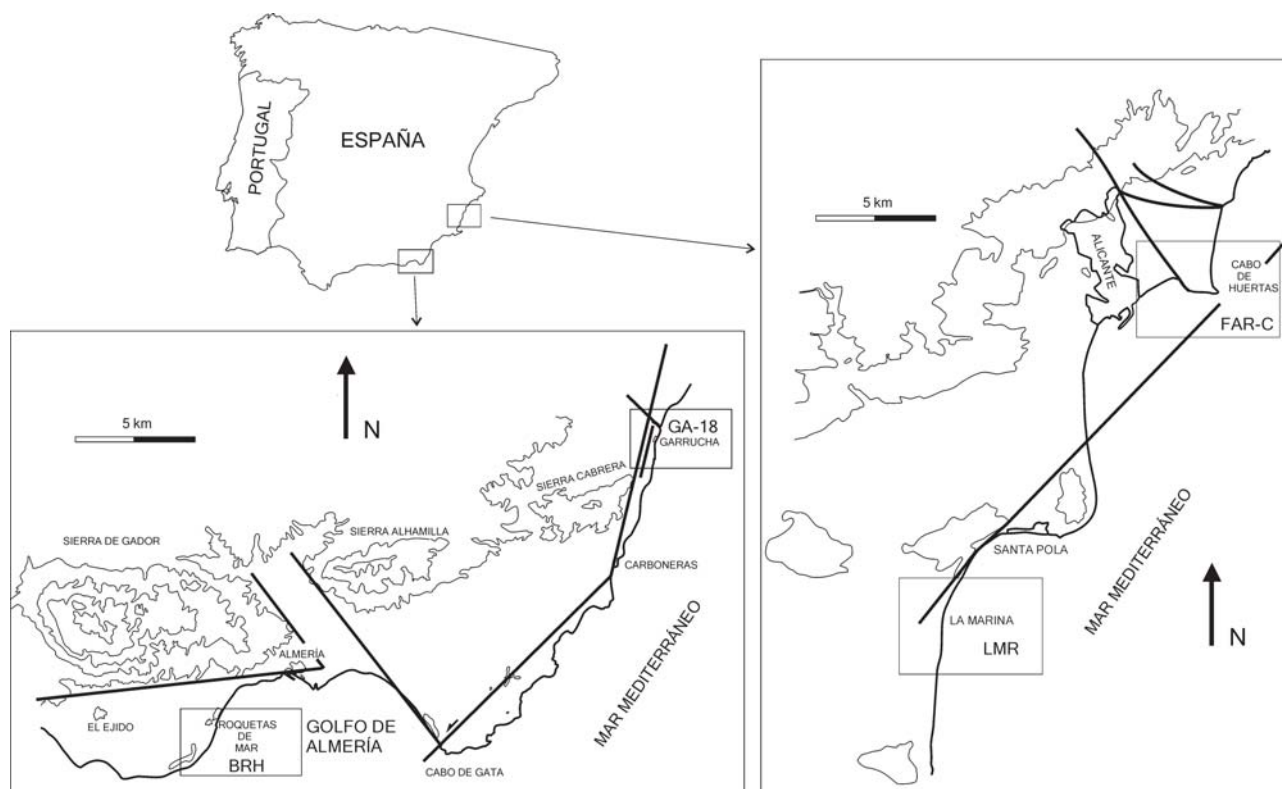 PORTUGAL
ESPAÑA
5 km
N
GA-18
GARRUCHA
SIERRA CABRERA
SIERRA ALHAMILLA
SIERRA DE GADOR
CARBONERAS
ALMERÍA
EL EJIDO
ROQUETAS
DE
MAR
BRH
GOLFO DE
ALMERÍA
CABO DE GATA
MAR MEDITERRÁNEO
5 km
ALICANTE
CABO
DE
HUERTAS
FAR-C
SANTA POLA
LA MARINA
LMR
MAR MEDITERRÁNEO
N